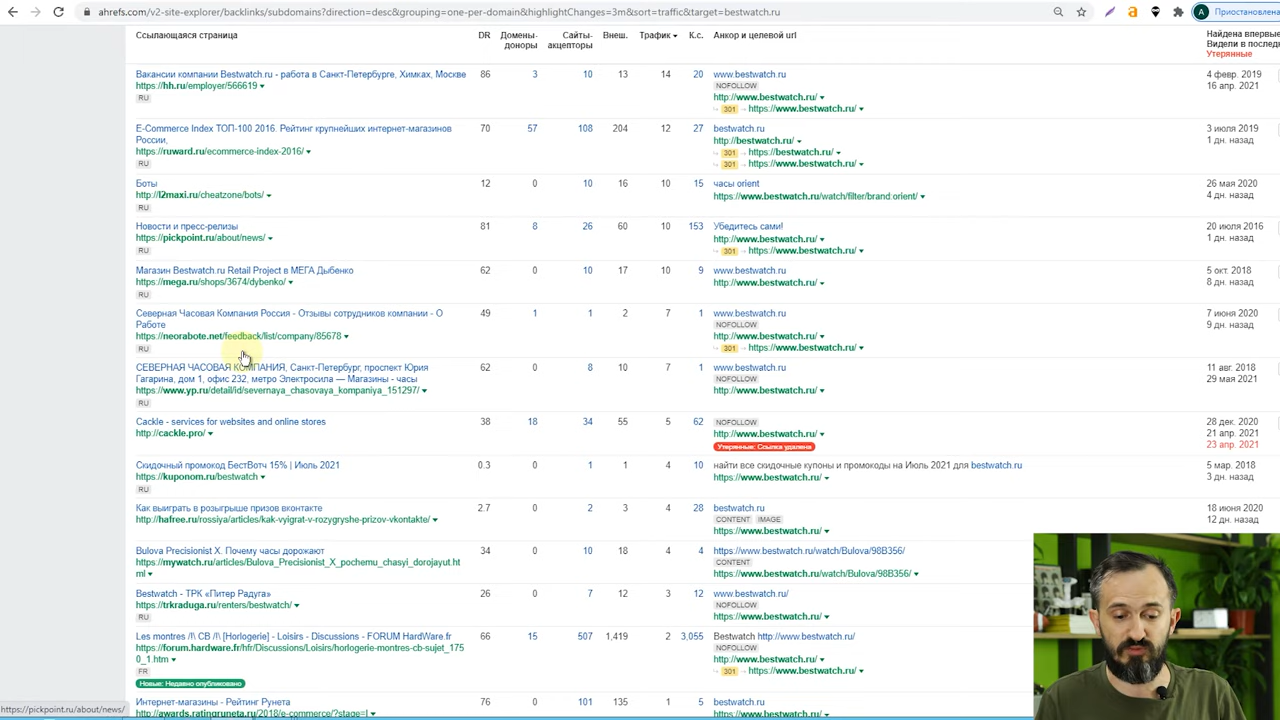 ahrefs.com/v2-site-explorer/backlinks/subdomains?direction=desc&grouping=one-per-domain&highlightChanges=3m&sort=traffic&target=bestwatch.ru
a
A
Приостановлена
Ссылающаяся страница DR Домены-доноры Сайты-акцепторы Внеш. Трафик К.с. Анкор и целевой url Найдена впервые
Видели в послед
Утерянные
Вакансии компании Bestwatch.ru - работа в Санкт-Петербурге, Химках, Москве 86 3 10 13 14 20 www.bestwatch.ru 4 февр. 2019
https://hh.ru/employer/566619 NOFOLLOW 16 апр. 2021
RU http://www.bestwatch.ru/
301 https://www.bestwatch.ru/
E-Commerce Index ТОП-100 2016. Рейтинг крупнейших интернет-магазинов 70 57 108 204 12 27 bestwatch.ru 3 июля 2019
России, http://bestwatch.ru/ 1 дн. назад
https://ruward.ru/ecommerce-index-2016/ 301 https://bestwatch.ru/
RU 301 https://www.bestwatch.ru/
Боты 12 0 10 16 10 15 часы orient 26 мая 2020
http://l2maxi.ru/cheatzone/bots/ https://www.bestwatch.ru/watch/filter/brand:orient/ 4 дн. назад
RU
Новости и пресс-релизы 81 8 26 60 10 153 Убедитесь сами! 20 июля 2016
https://pickpoint.ru/about/news/ http://www.bestwatch.ru/ 1 дн. назад
RU 301 https://www.bestwatch.ru/
Магазин Bestwatch.ru Retail Project в МЕГА Дыбенко 62 0 10 17 10 9 www.bestwatch.ru 5 окт. 2018
https://mega.ru/shops/3674/dybenko/ http://www.bestwatch.ru/ 8 дн. назад
RU
Северная Часовая Компания Россия - Отзывы сотрудников компании - О 49 1 1 2 7 1 www.bestwatch.ru 7 июня 2020
Работе NOFOLLOW 9 дн. назад
https://neorabote.net/feedback/list/company/85678 http://www.bestwatch.ru/
RU 301 https://www.bestwatch.ru/
СЕВЕРНАЯ ЧАСОВАЯ КОМПАНИЯ, Санкт-Петербург, проспект Юрия 62 0 8 10 7 1 www.bestwatch.ru 11 авг. 2018
Гагарина, дом 1, офис 232, метро Электросила — Магазины - часы NOFOLLOW 29 мая 2021
https://www.yp.ru/detail/id/severnaya_chasovaya_kompaniya_151297/ http://www.bestwatch.ru/
RU
Cackle - services for websites and online stores 38 18 34 55 5 62 NOFOLLOW 28 дек. 2020
http://cackle.pro/ http://www.bestwatch.ru/ 21 апр. 2021
Утерянные: Ссылка удалена 23 апр. 2021
Скидочный промокод БестВотч 15% | Июль 2021 0.3 0 1 1 4 10 найти все скидочные купоны и промокоды на Июль 2021 для bestwatch.ru 5 мар. 2018
https://kuponom.ru/bestwatch https://www.bestwatch.ru/ 3 дн. назад
RU
Как выиграть в розыгрыше призов вконтакте 2.7 0 2 3 4 28 bestwatch.ru 18 июня 2020
http://hafree.ru/rossiya/articles/kak-vyigrat-v-rozygryshe-prizov-vkontakte/ CONTENT IMAGE 12 дн. назад
https://www.bestwatch.ru/
Bulova Precisionist X. Почему часы дорожают 34 0 10 18 4 4 https://www.bestwatch.ru/watch/Bulova/98B356/
https://mywatch.ru/articles/Bulova_Precisionist_X_pochemu_chasyi_dorojayut.ht CONTENT
ml https://www.bestwatch.ru/watch/Bulova/98B356/
Bestwatch - ТРК «Питер Радуга» 26 0 7 12 3 12 www.bestwatch.ru/
https://trkraduga.ru/renters/bestwatch/ NOFOLLOW
RU https://www.bestwatch.ru/
Les montres /!\ CB /!\ [Horlogerie] - Loisirs - Discussions - FORUM HardWare.fr 66 15 507 1,419 2 3,055 Bestwatch http://www.bestwatch.ru/
https://forum.hardware.fr/hfr/Discussions/Loisirs/horlogerie-montres-cb-sujet_175 NOFOLLOW
0_1.htm http://www.bestwatch.ru/
FR 301 https://www.bestwatch.ru/
Новые: Недавно опубликовано
Интернет-магазины - Рейтинг Рунета 76 0 101 135 1 5 www.bestwatch.ru
http://awards.ratingruneta.ru/2018/e-commerce/?stage=I http://www.bestwatch.ru/
https://pickpoint.ru/about/news/